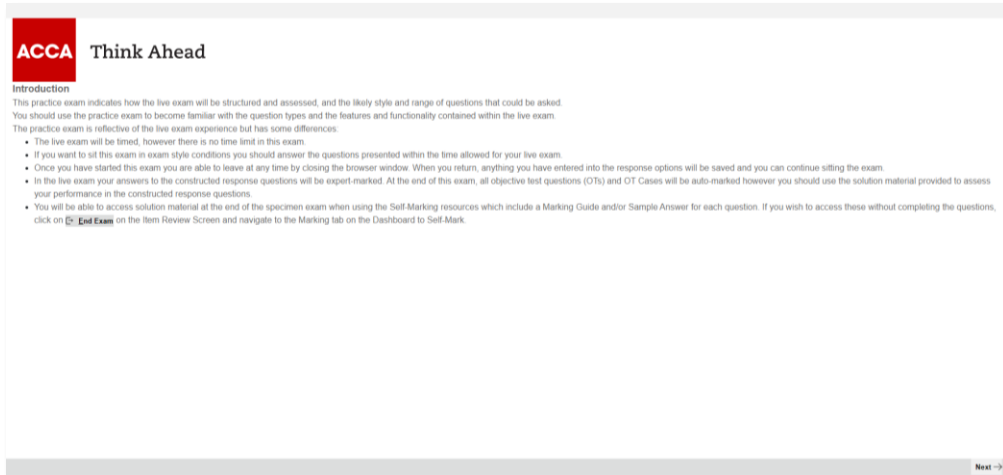 ACCA
Think Ahead
Introduction
This practice exam indicates how the live exam will be structured and assessed, and the likely style and range of questions that could be asked.
You should use the practice exam to become familiar with the question types and the features and functionality contained within the live exam.
The practice exam is reflective of the live exam experience but has some differences:
• The live exam will be timed, however there is no time limit in this exam.
• If you want to sit this exam in exam style conditions you should answer the questions presented within the time allowed for your live exam.
• Once you have started this exam you are able to leave at any time by closing the browser window. When you return, anything you have entered into the response options will be saved and you can continue sitting the exam.
• In the live exam your answers to the constructed response questions will be expert-marked. At the end of this exam, all objective test questions (OTs) and OT Cases will be auto-marked however you should use the solution material provided to assess
your performance in the constructed response questions.
• You will be able to access solution material at the end of the specimen exam when using the Self-Marking resources which include a Marking Guide and/or Sample Answer for each question. If you wish to access these without completing the questions,
click on End Exam on the Item Review Screen and navigate to the Marking tab on the Dashboard to Self-Mark.
Next →